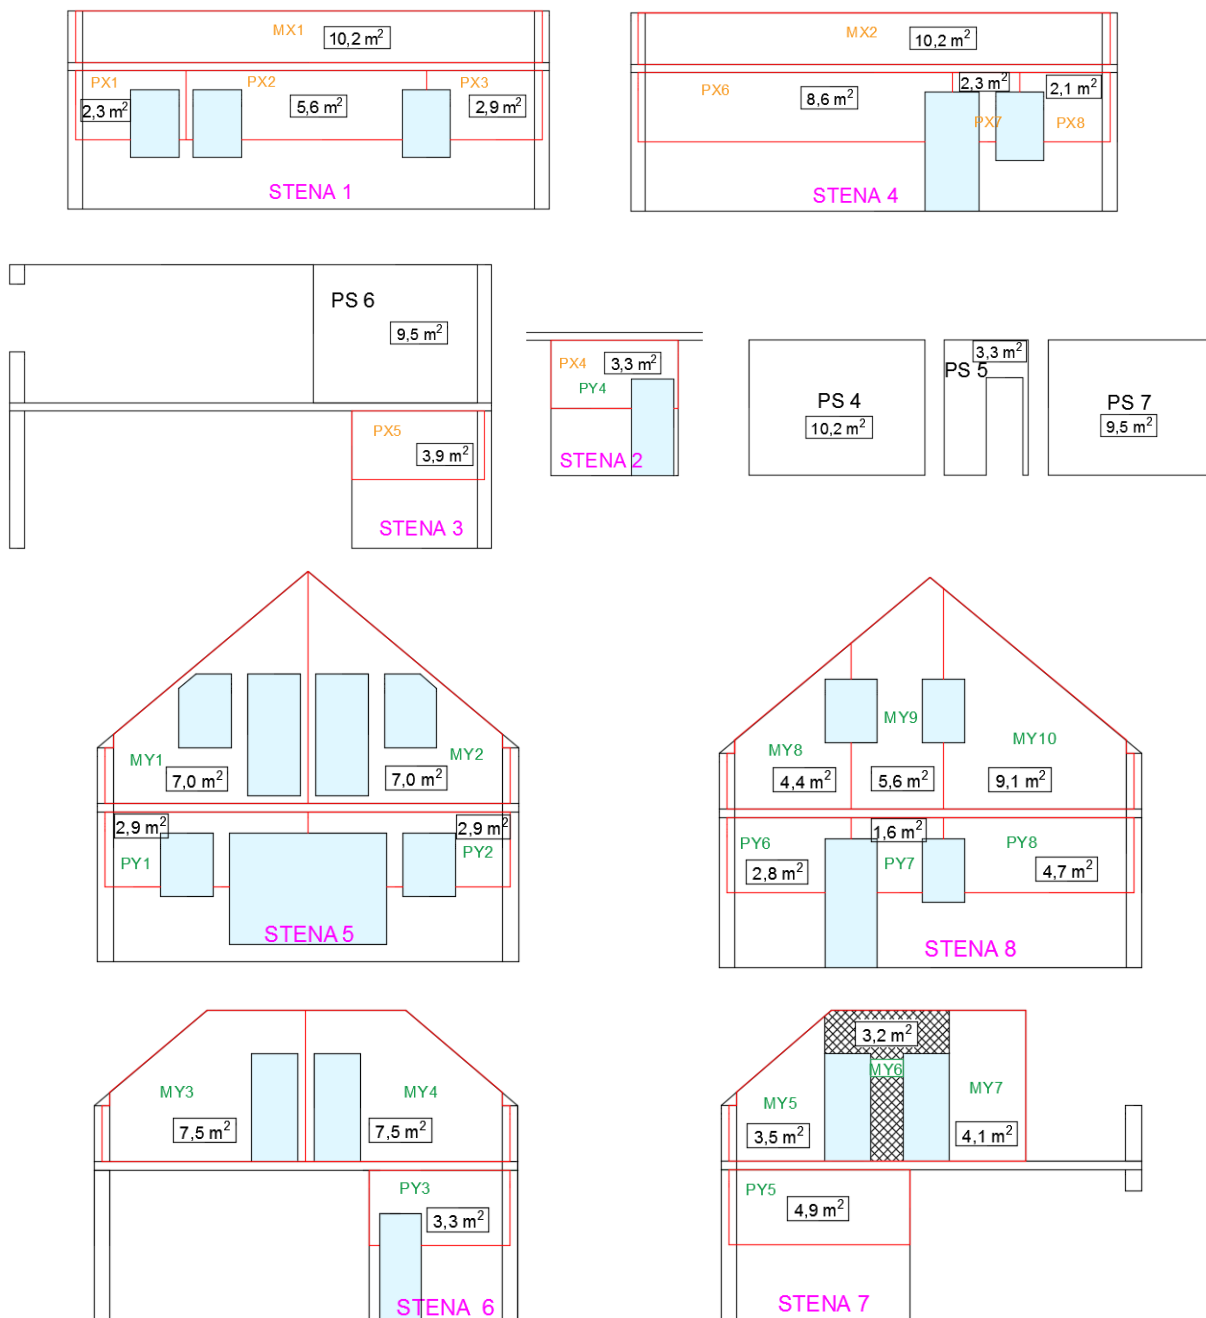 MX1
10,2 m²
PX1
PX2
PX3
2,3 m²
5,6 m²
2,9 m²
STENA 1
MX2
10,2 m²
PX6
8,6 m²
2,3 m²
2,1 m²
PX7
PX8
STENA 4
PS 6
9,5 m²
PX5
3,9 m²
STENA 3
PX4
3,3 m²
PY4
STENA 2
PS 4
10,2 m²
3,3 m²
PS 5
PS 7
9,5 m²
MY1
7,0 m²
MY2
7,0 m²
2,9 m²
2,9 m²
PY1
PY2
STENA 5
MY8
4,4 m²
MY9
5,6 m²
MY10
9,1 m²
PY6
2,8 m²
1,6 m²
PY7
PY8
4,7 m²
STENA 8
MY3
7,5 m²
MY4
7,5 m²
PY3
3,3 m²
STENA 6
3,2 m²
MY6
MY5
3,5 m²
MY7
4,1 m²
PY5
4,9 m²
STENA 7